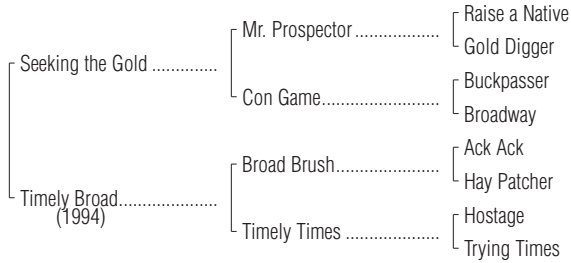 Raise a Native
Mr. Prospector ..................
Gold Digger
Seeking the Gold ..............
Buckpasser
Con Game.........................
Broadway
Ack Ack
Broad Brush......................
Hay Patcher
Timely Broad.....................
(1994)
Hostage
Timely Times ....................
Trying Times